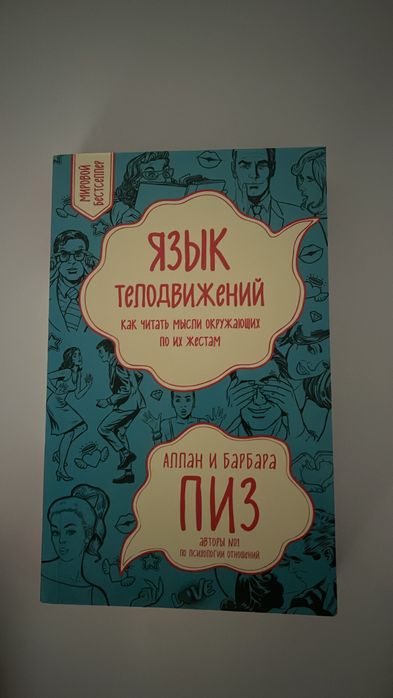 МИРОВОЙ
БЕСТСЕЛЛЕР
ЯЗЫК
ТЕЛОДВИЖЕНИЙ
КАК ЧИТАТЬ МЫСЛИ ОКРУЖАЮЩИХ
ПО ИХ ЖЕСТАМ
АЛЛАН И БАРБАРА
ПИЗ
АВТОРЫ №1
ПО ПСИХОЛОГИИ ОТНОШЕНИЙ
LOVE